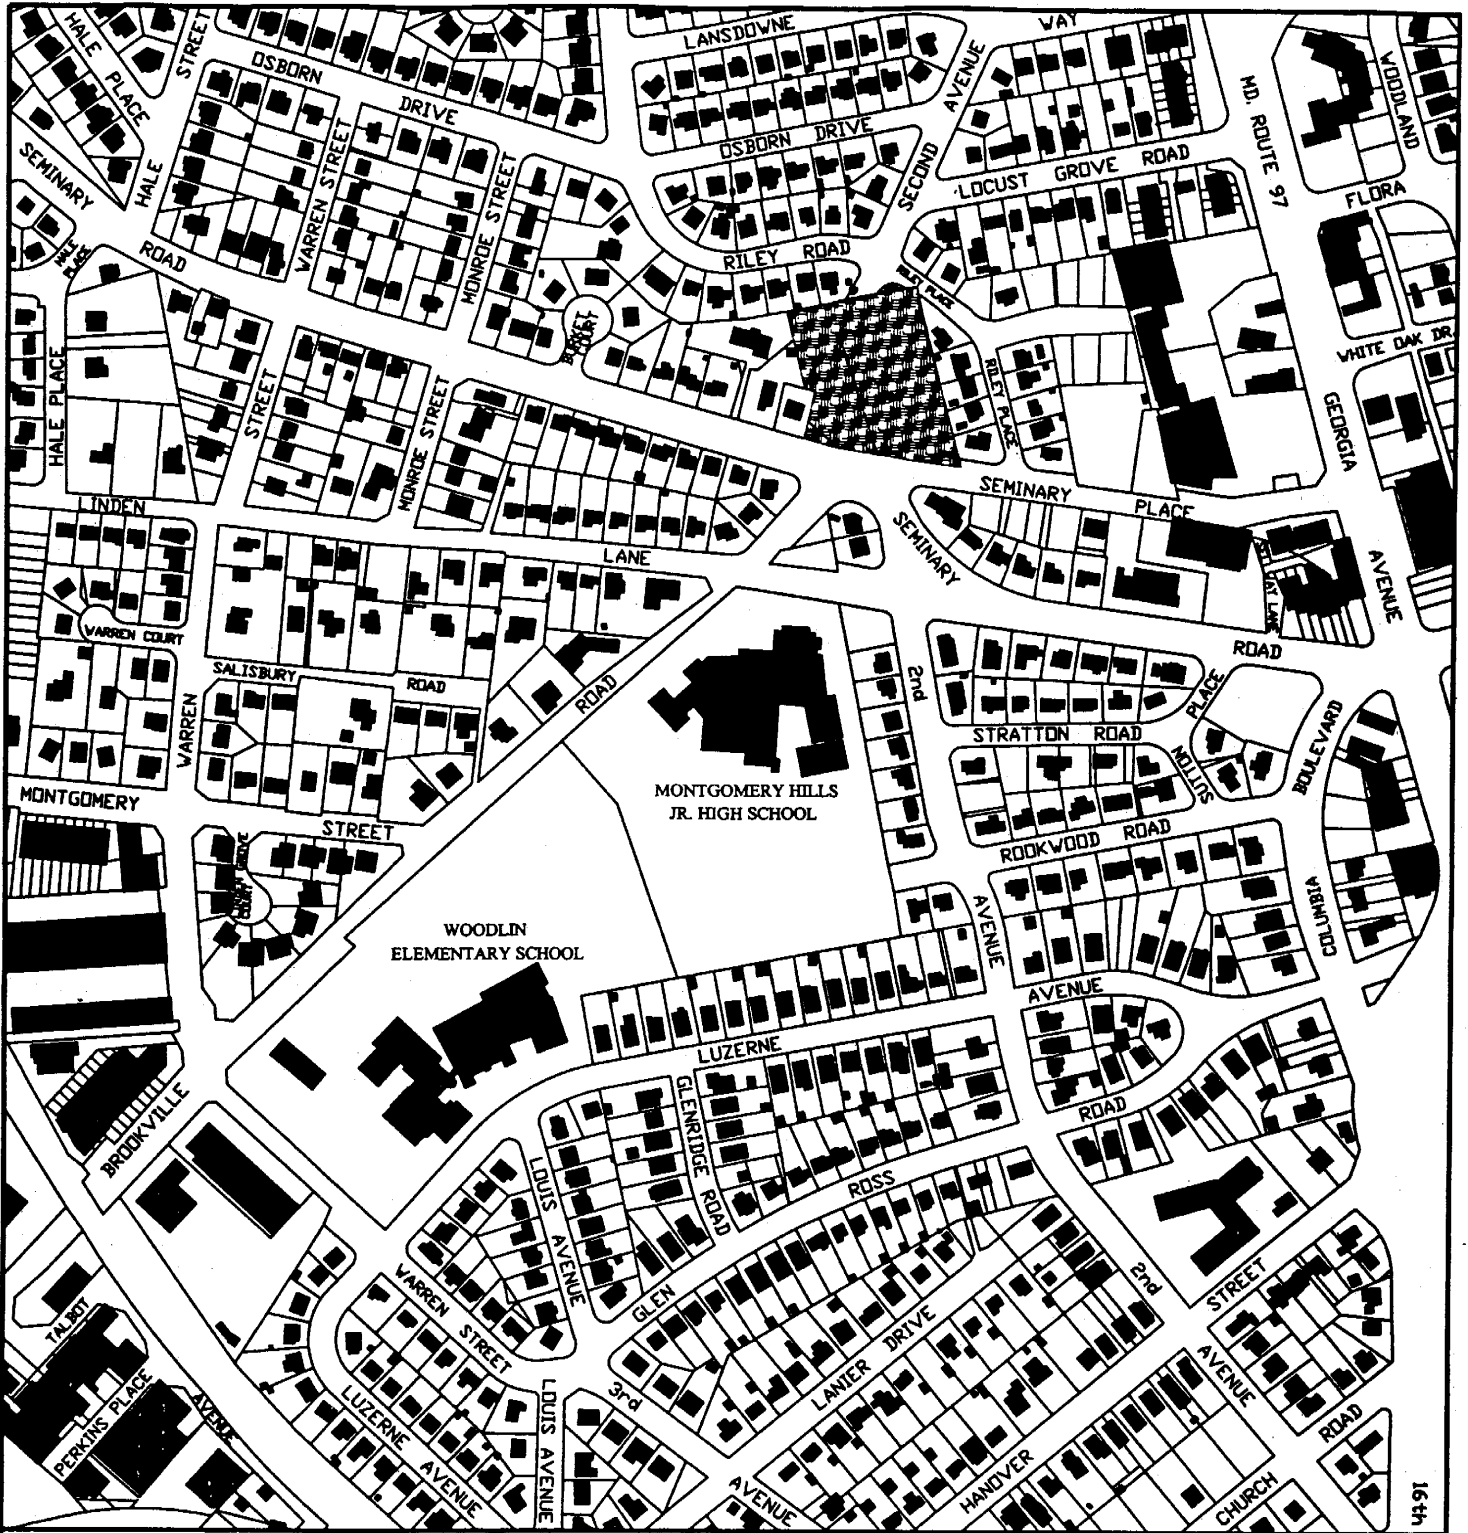 HALE PLACE
STREET
LANSDOWNE
WAY
WOODLAND
OSBORN
DRIVE
AVENUE
MD. ROUTE 97
OSBORN DRIVE
SEMINARY
HALE
WARREN STREET
MONROE STREET
SECOND
LOCUST GROVE ROAD
FLORA
HALE
PLACE
ROAD
RILEY ROAD
RILEY PLACE
BURKET
COURT
WHITE OAK DR.
HALE PLACE
STREET
MONROE STREET
RILEY PLACE
GEORGIA
LINDEN
SEMINARY PLACE
LANE
SEMINARY
AVENUE
WARREN COURT
ROAD
SALISBURY ROAD
ROAD
2nd
PLACE
WARREN
STRATTON ROAD
SUTTON
BOULEVARD
MONTGOMERY
STREET
MONTGOMERY HILLS
JR. HIGH SCHOOL
ROOKWOOD ROAD
COLUMBIA
WOODLIN
ELEMENTARY SCHOOL
AVENUE
AVENUE
LUZERNE
BROOKVILLE
GLENRIDGE ROAD
ROAD
LOUIS AVENUE
ROSS
GLEN
WARREN STREET
2nd
STREET
TALBOT
LANIER DRIVE
AVENUE
PERKINS PLACE
AVENUE
LUZERNE
AVENUE
LOUIS AVENUE
3rd
AVENUE
HANOVER
CHURCH
ROAD
16th